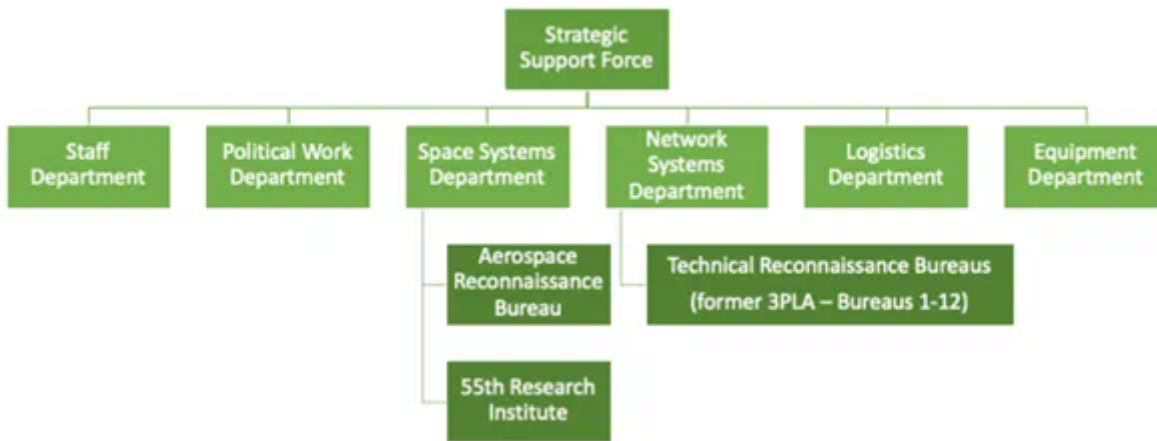 Strategic
Support Force
Staff
Department
Political Work
Department
Space Systems
Department
Network
Systems
Department
Logistics
Department
Equipment
Department
Aerospace
Reconnaissance
Bureau
Technical Reconnaissance Bureaus
(former 3PLA – Bureaus 1-12)
55th Research
Institute